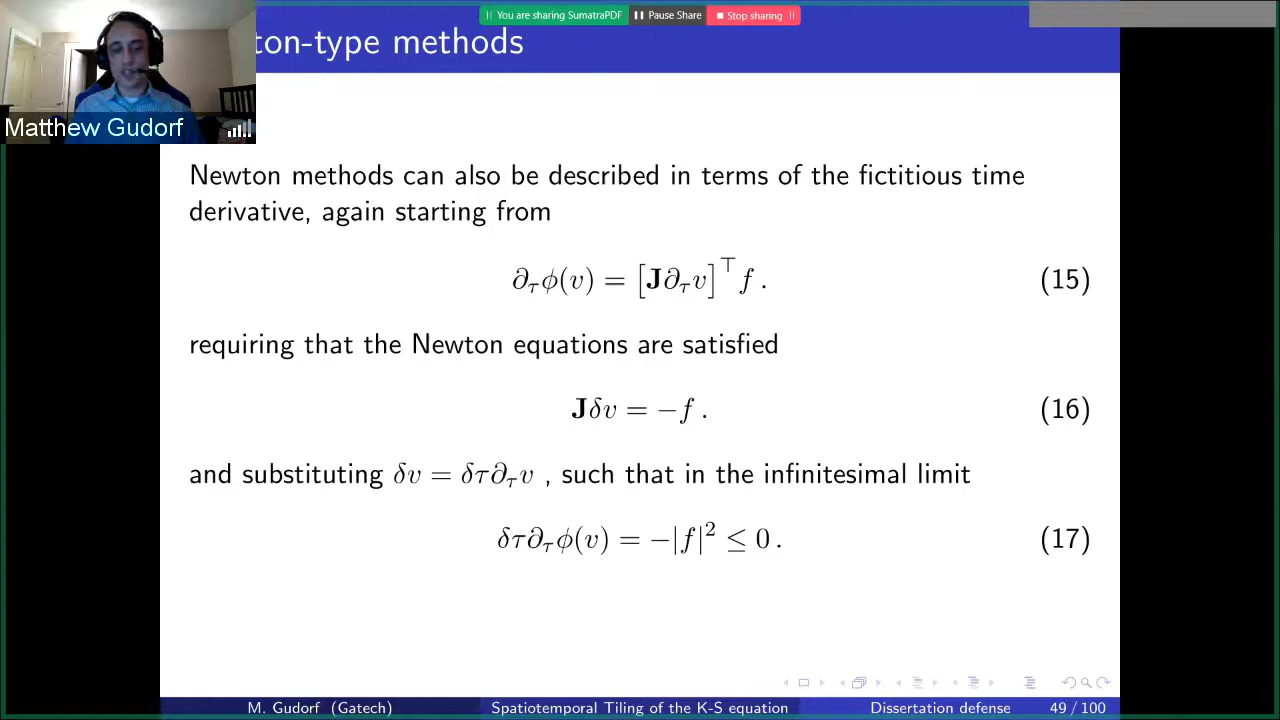 You are sharing SumatraPDF Pause Share Stop sharing
ton-type methods
Matthew Gudorf
Newton methods can also be described in terms of the fictitious time
derivative, again starting from
∂τϕ(v) = [J∂τv]⊤ f . (15)
requiring that the Newton equations are satisfied
Jδv = −f . (16)
and substituting δv = δτ∂τv , such that in the infinitesimal limit
δτ∂τϕ(v) = −|f|² ≤ 0 . (17)
M. Gudorf (Gatech) Spatiotemporal Tiling of the K-S equation Dissertation defense 49 / 100